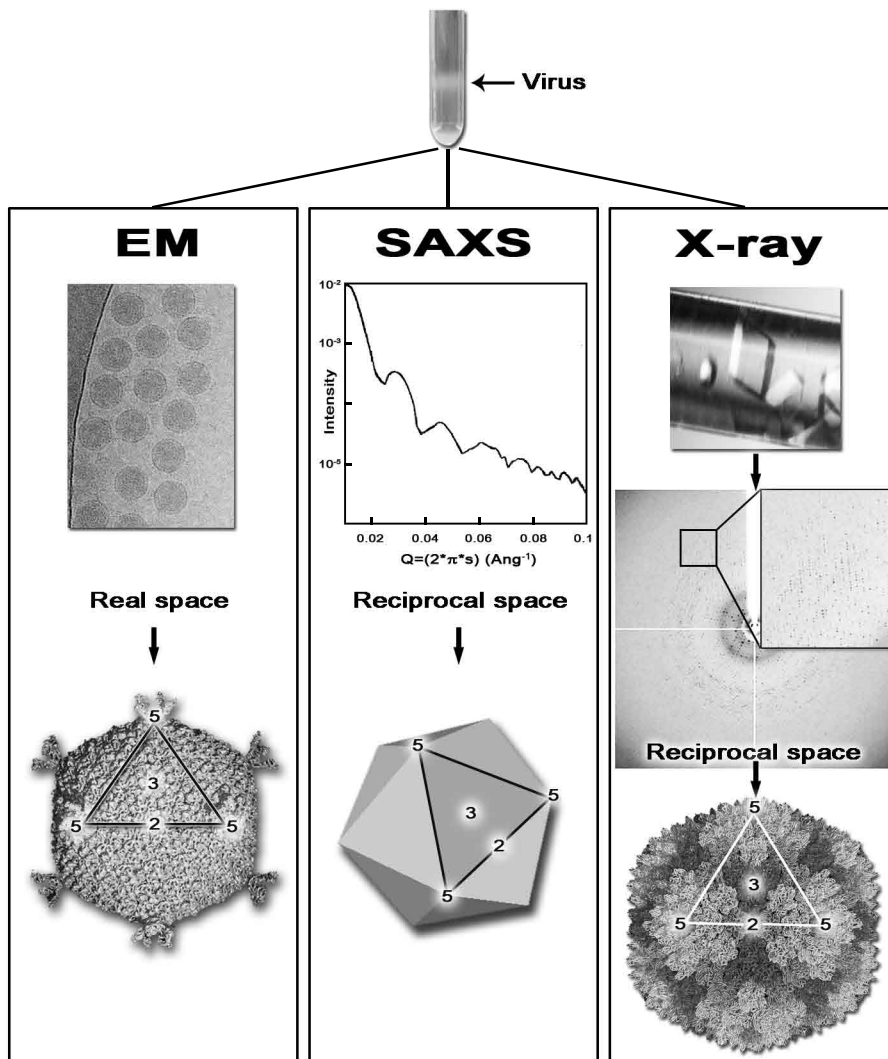 Virus
EM
SAXS
X-ray
10-2
10-3
10-5
Intensity
0.02 0.04 0.06 0.08 0.1
Q=(2*π*s) (Ang-1)
Real space
Reciprocal space
Reciprocal space
5
3
5 2 5
5
5
3
2
5
5
3
5 2 5